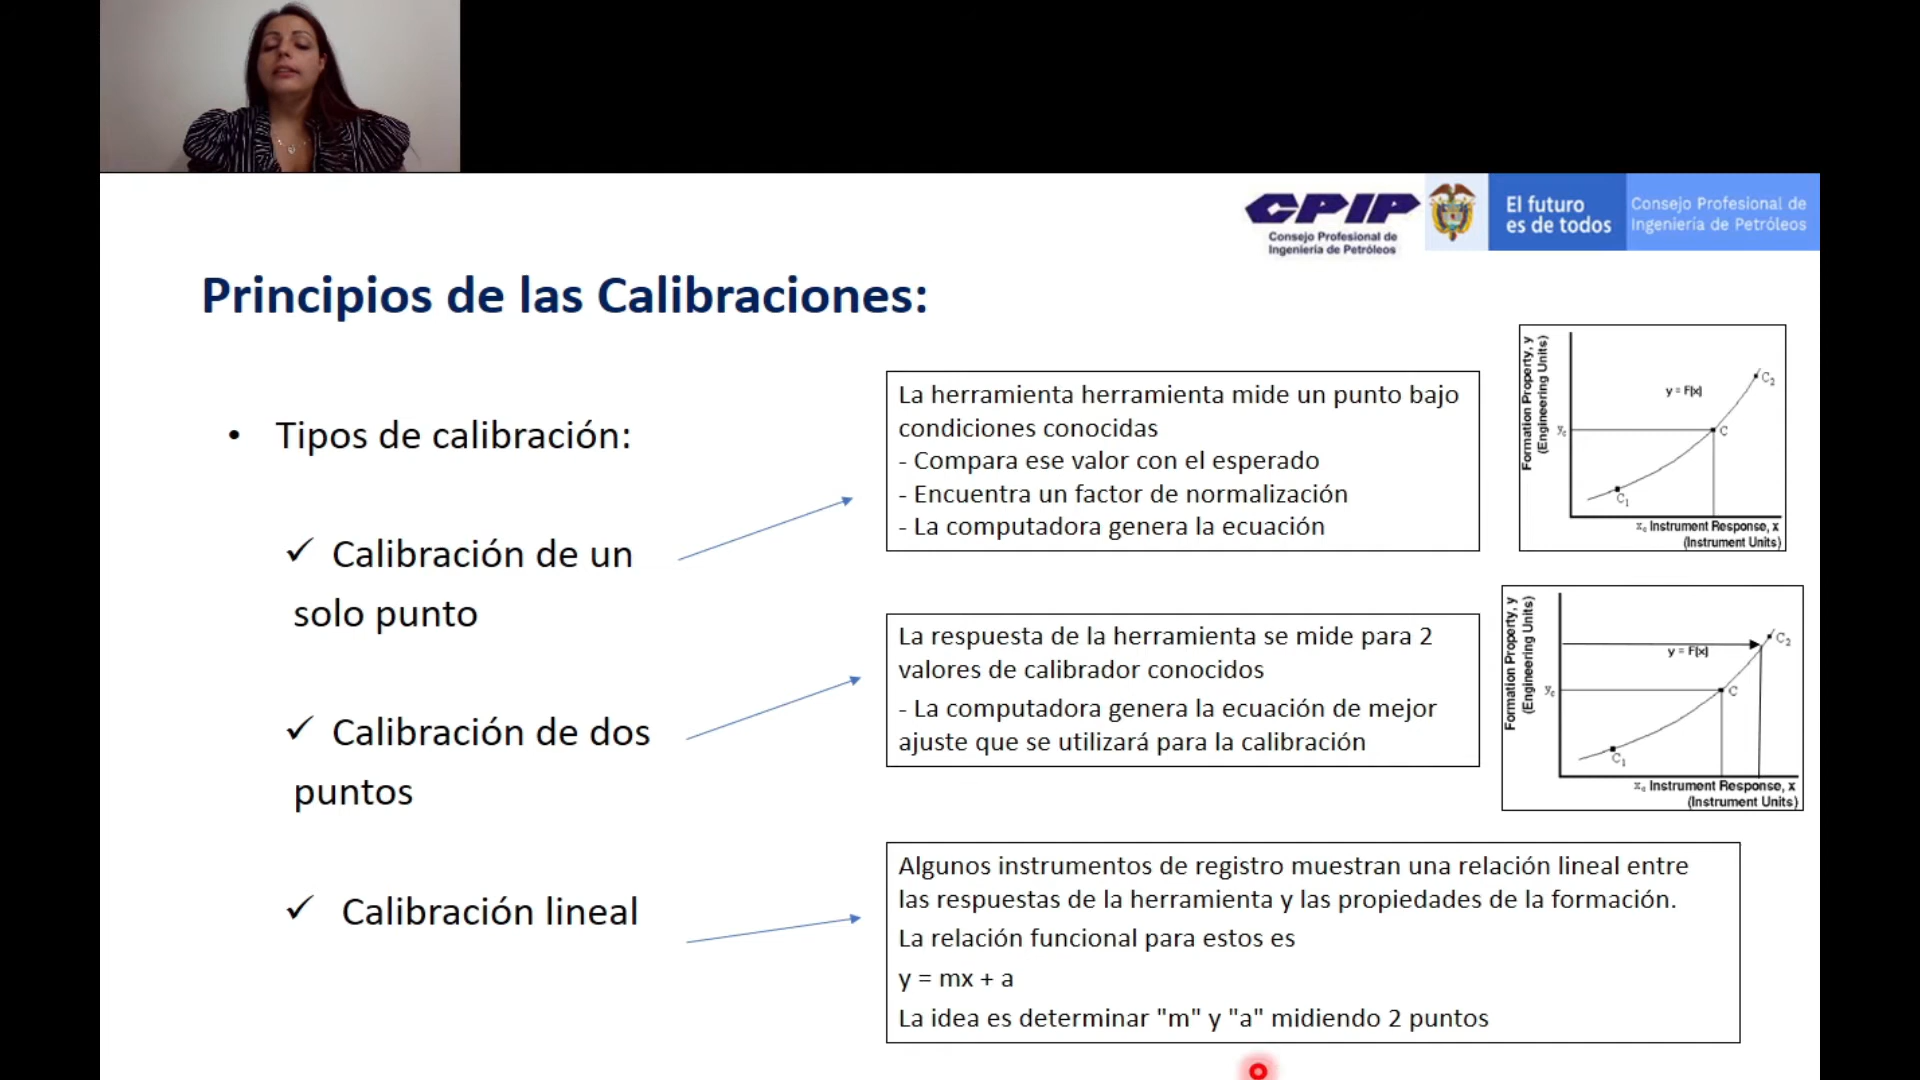 CPIP
Consejo Profesional de
Ingeniería de Petróleos
El futuro
es de todos
Consejo Profesional de
Ingeniería de Petróleos
Principios de las Calibraciones:
• Tipos de calibración:
✓ Calibración de un
solo punto
✓ Calibración de dos
puntos
✓ Calibración lineal
La herramienta herramienta mide un punto bajo
condiciones conocidas
- Compara ese valor con el esperado
- Encuentra un factor de normalización
- La computadora genera la ecuación
La respuesta de la herramienta se mide para 2
valores de calibrador conocidos
- La computadora genera la ecuación de mejor
ajuste que se utilizará para la calibración
Algunos instrumentos de registro muestran una relación lineal entre
las respuestas de la herramienta y las propiedades de la formación.
La relación funcional para estos es
y = mx + a
La idea es determinar "m" y "a" midiendo 2 puntos
Formation Property, y
(Engineering Units)
y = F[x]
C2
yc
C
C1
xc Instrument Response, x
(Instrument Units)
Formation Property, y
(Engineering Units)
C2
y = F[x]
yc
C
C1
xc Instrument Response, x
(Instrument Units)